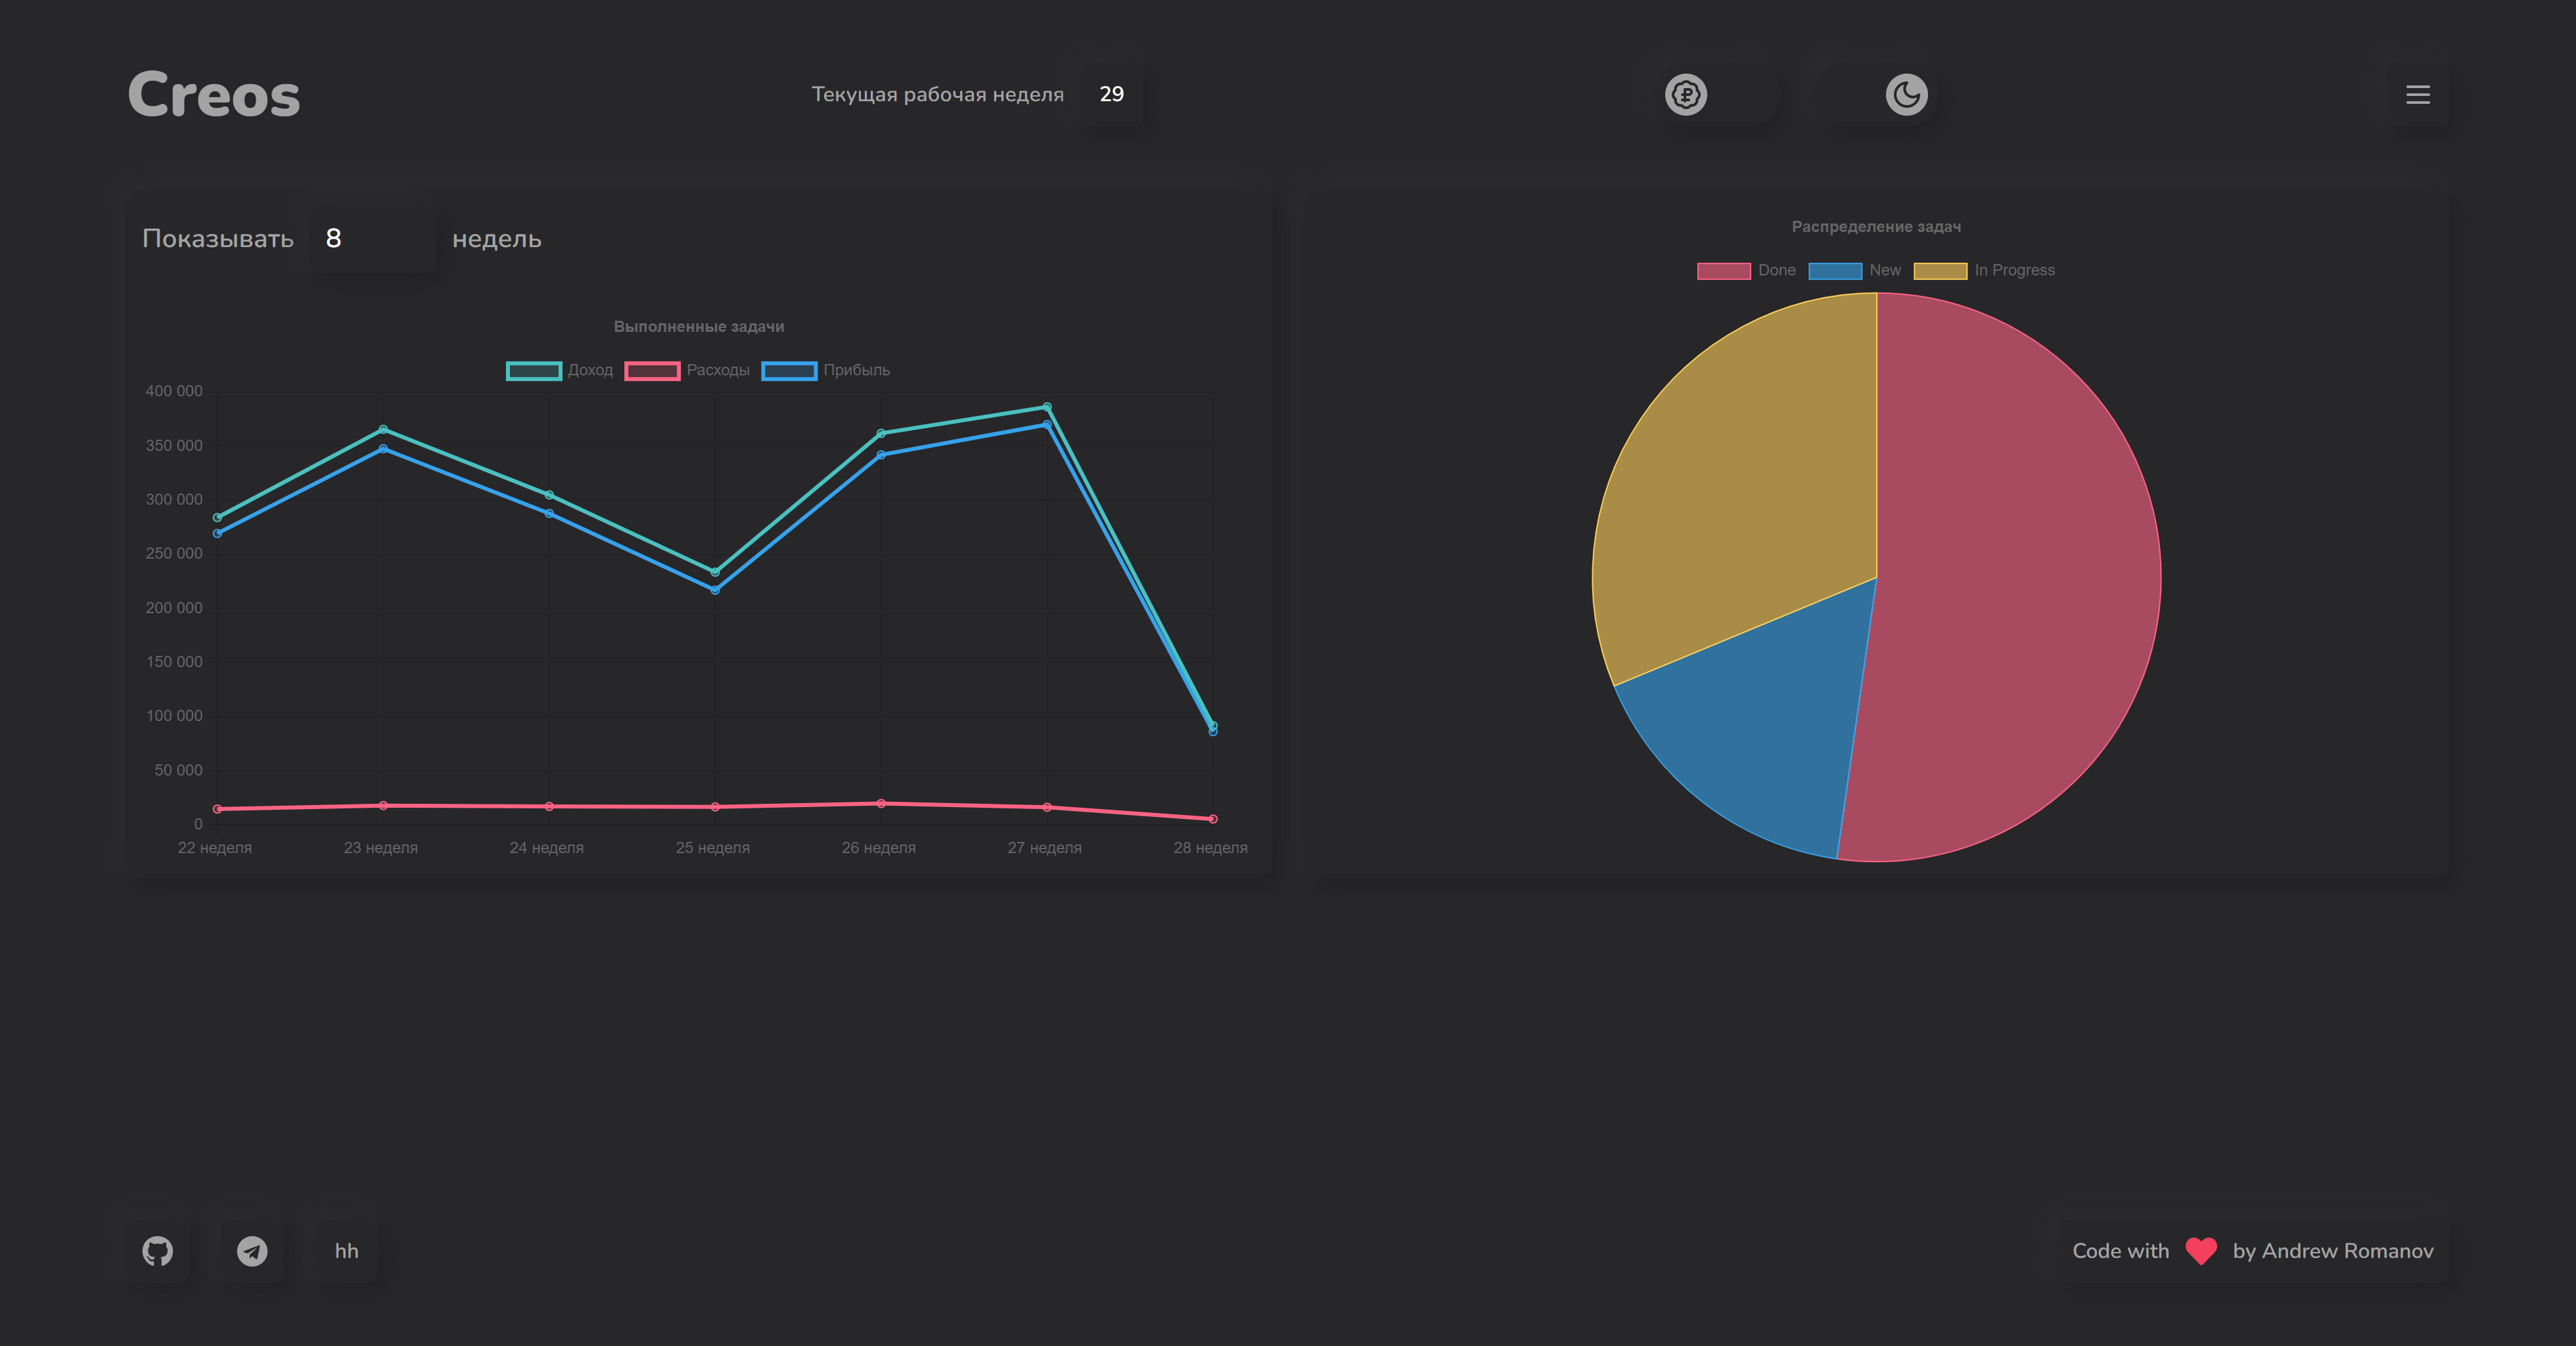 Creos
Текущая рабочая неделя 29
Показывать 8 недель
Выполненные задачи
Доход Расходы Прибыль
400 000
350 000
300 000
250 000
200 000
150 000
100 000
50 000
0
22 неделя 23 неделя 24 неделя 25 неделя 26 неделя 27 неделя 28 неделя
Распределение задач
Done New In Progress
hh
Code with by Andrew Romanov